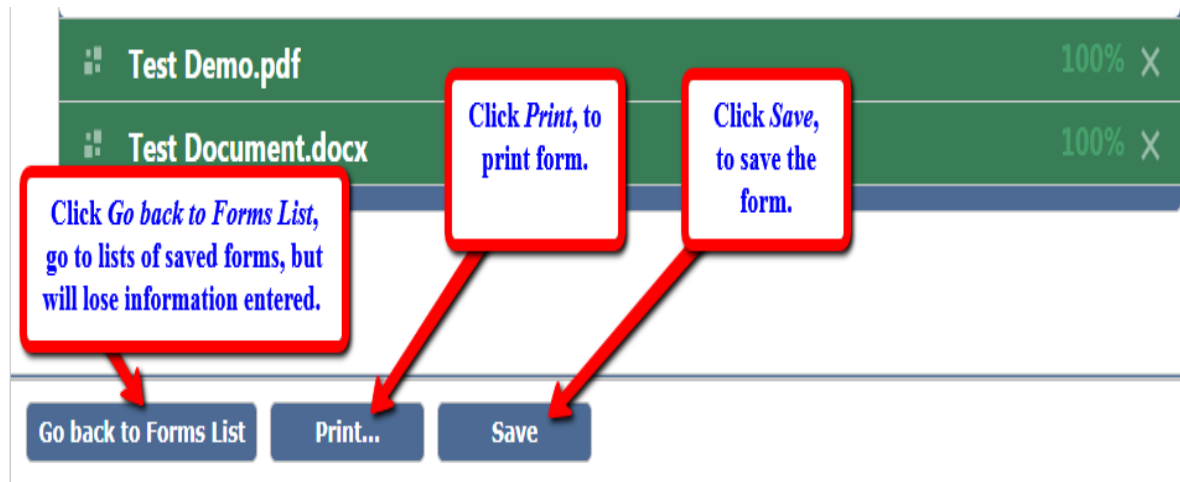 Test Demo.pdf 100%
Test Document.docx 100%
Click Go back to Forms List,
go to lists of saved forms, but
will lose information entered.
Click Print, to
print form.
Click Save,
to save the
form.
Go back to Forms List Print... Save